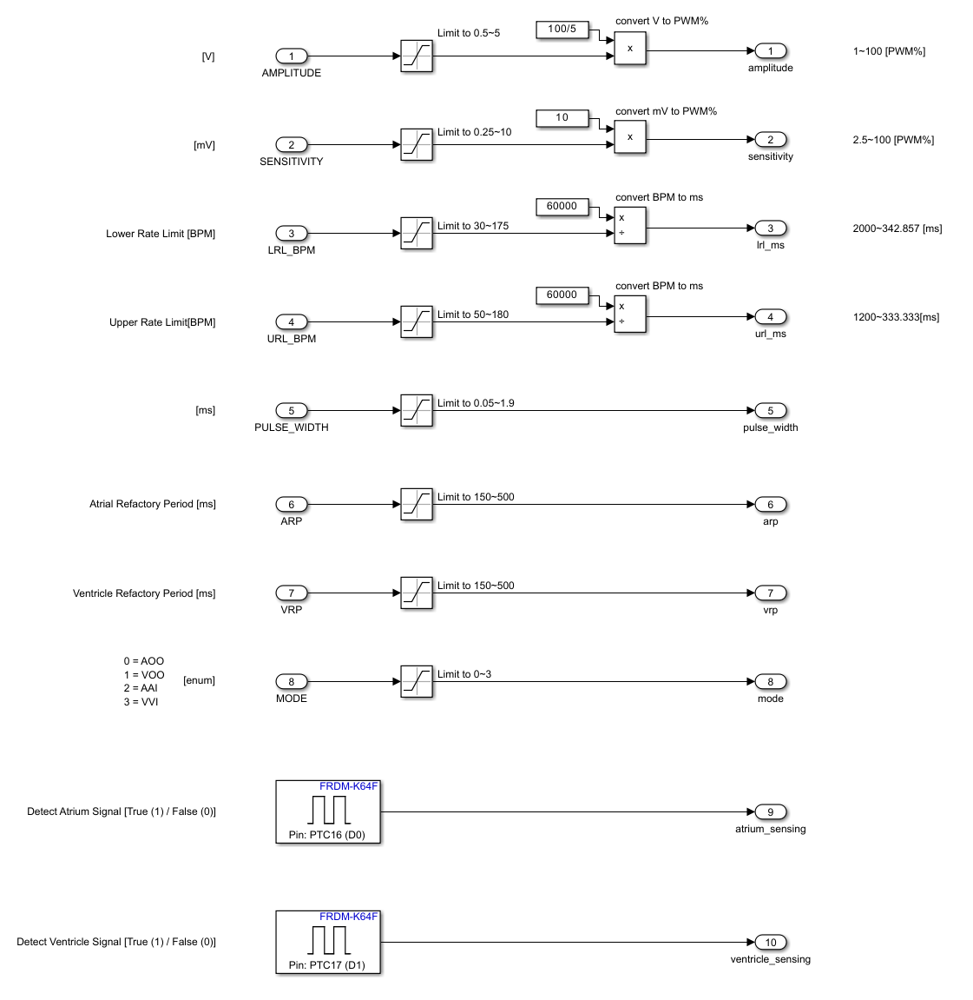 convert V to PWM%
100/5
Limit to 0.5~5
x
[V]
1
1
1~100 [PWM%]
AMPLITUDE
amplitude
convert mV to PWM%
10
Limit to 0.25~10
x
[mV]
2
2
2.5~100 [PWM%]
SENSITIVITY
sensitivity
convert BPM to ms
60000
x
Limit to 30~175
÷
Lower Rate Limit [BPM]
3
3
2000~342.857 [ms]
LRL_BPM
lrl_ms
convert BPM to ms
60000
x
Limit to 50~180
÷
Upper Rate Limit[BPM]
4
4
1200~333.333[ms]
URL_BPM
url_ms
Limit to 0.05~1.9
[ms]
5
5
PULSE_WIDTH
pulse_width
Limit to 150~500
Atrial Refactory Period [ms]
6
6
ARP
arp
Limit to 150~500
Ventricle Refactory Period [ms]
7
7
VRP
vrp
0 = AOO
1 = VOO
2 = AAI
3 = VVI
[enum]
Limit to 0~3
8
8
MODE
mode
FRDM-K64F
Detect Atrium Signal [True (1) / False (0)]
9
Pin: PTC16 (D0)
atrium_sensing
FRDM-K64F
Detect Ventricle Signal [True (1) / False (0)]
10
Pin: PTC17 (D1)
ventricle_sensing